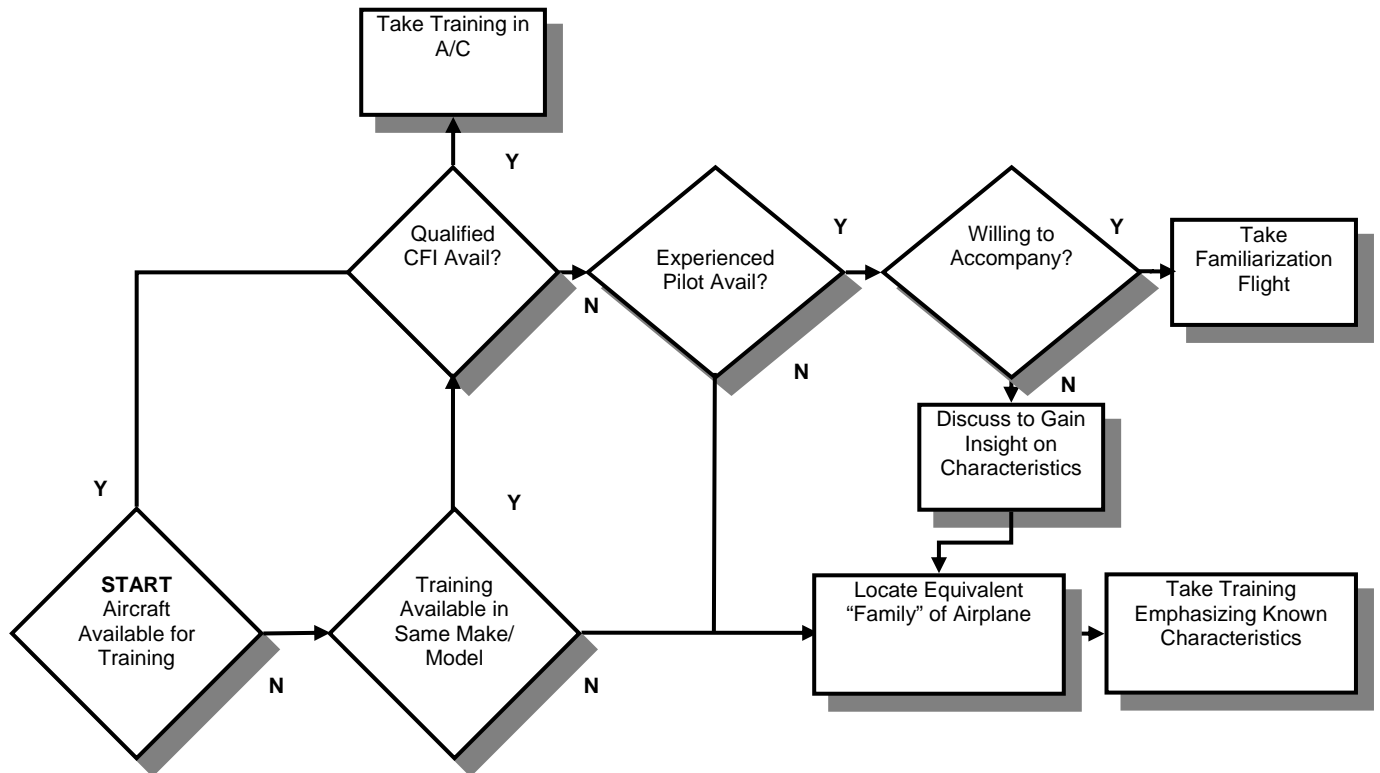 Take Training in
A/C
Y
Qualified
CFI Avail?
N
Experienced
Pilot Avail?
Y
N
Willing to
Accompany?
Y
N
Take
Familiarization
Flight
Discuss to Gain
Insight on
Characteristics
Y
START
Aircraft
Available for
Training
N
Y
Training
Available in
Same Make/
Model
N
Locate Equivalent
“Family” of Airplane
Take Training
Emphasizing Known
Characteristics